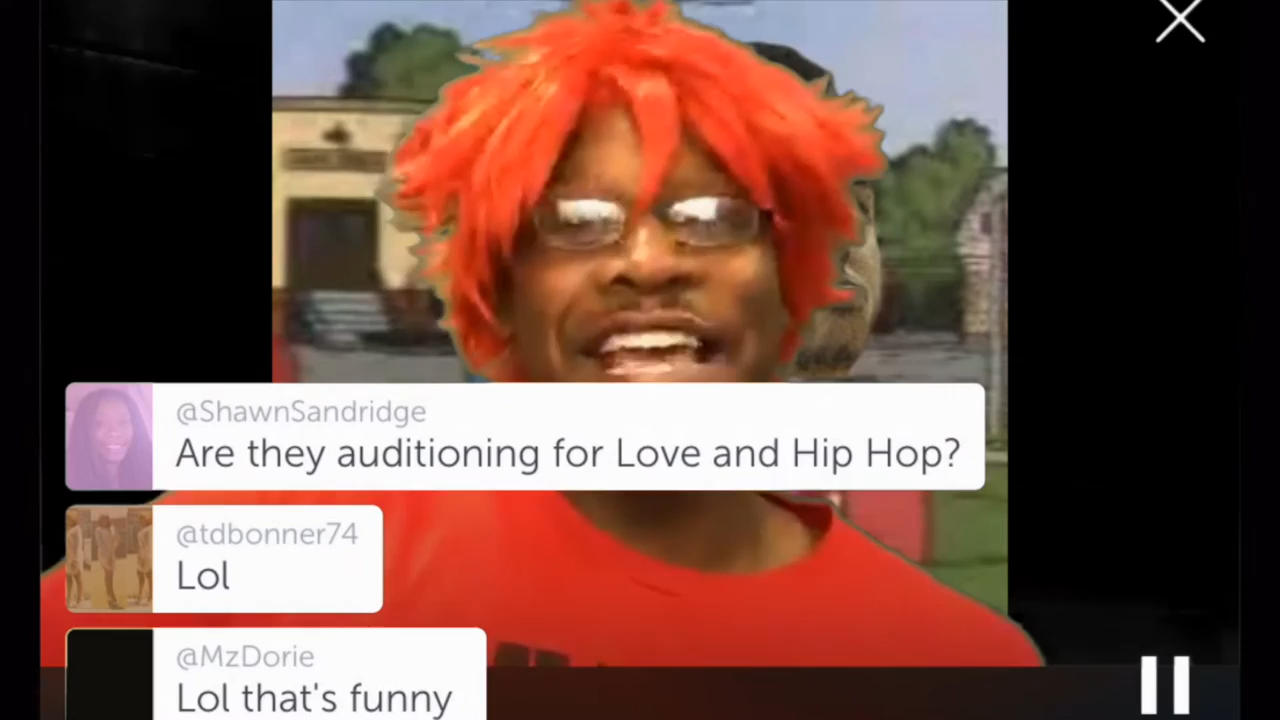 @ShawnSandridge
Are they auditioning for Love and Hip Hop?
@tdbonner74
Lol
@MzDorie
Lol that's funny